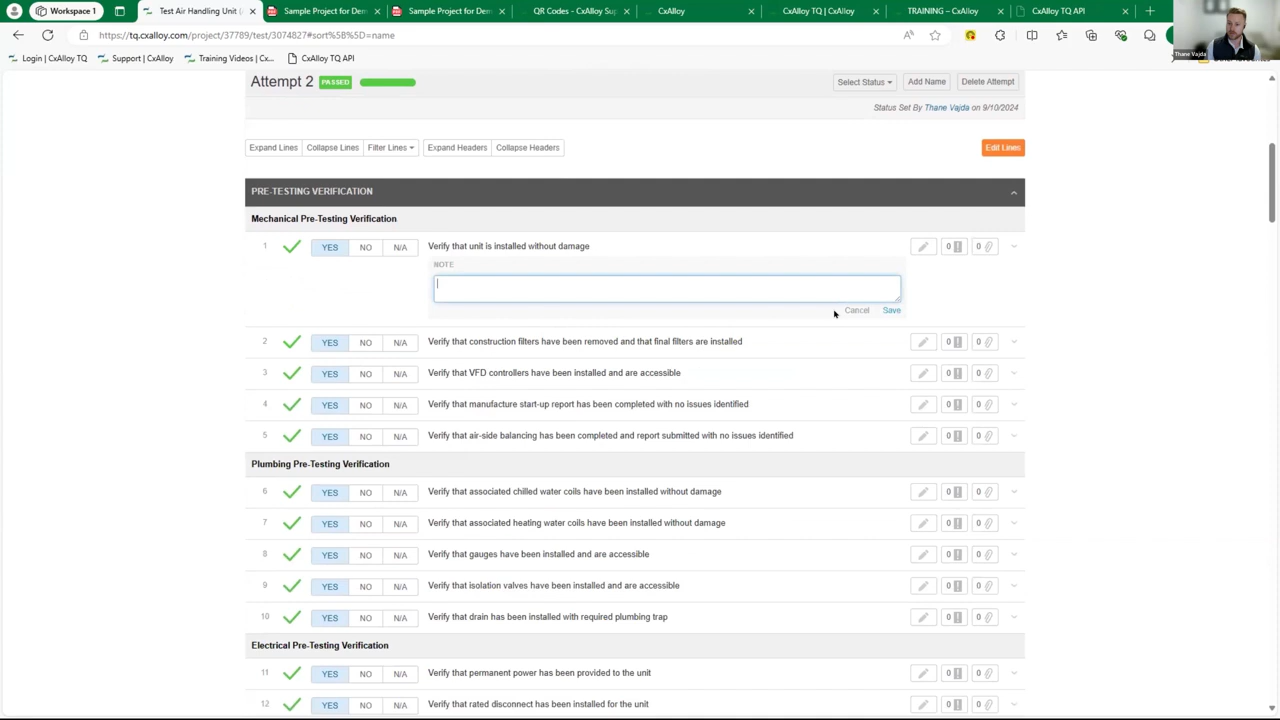 Workspace 1
Test Air Handling Unit (
Sample Project for Dem
Sample Project for Dem
QR Codes - CxAlloy Sup
CxAlloy
CxAlloy TQ | CxAlloy
TRAINING – CxAlloy
CxAlloy TQ API
https://tq.cxalloy.com/project/37789/test/3074827#sort%5B%5D=name
Login | CxAlloy TQ
Support | CxAlloy
Training Videos | Cx...
CxAlloy TQ API
Thane Vajda
Attempt 2 PASSED
Select Status Add Name Delete Attempt
Status Set By Thane Vajda on 9/10/2024
Expand Lines Collapse Lines Filter Lines Expand Headers Collapse Headers Edit Lines
PRE-TESTING VERIFICATION
Mechanical Pre-Testing Verification
1 YES NO N/A Verify that unit is installed without damage 0 0
NOTE
Cancel Save
2 YES NO N/A Verify that construction filters have been removed and that final filters are installed 0 0
3 YES NO N/A Verify that VFD controllers have been installed and are accessible 0 0
4 YES NO N/A Verify that manufacture start-up report has been completed with no issues identified 0 0
5 YES NO N/A Verify that air-side balancing has been completed and report submitted with no issues identified 0 0
Plumbing Pre-Testing Verification
6 YES NO N/A Verify that associated chilled water coils have been installed without damage 0 0
7 YES NO N/A Verify that associated heating water coils have been installed without damage 0 0
8 YES NO N/A Verify that gauges have been installed and are accessible 0 0
9 YES NO N/A Verify that isolation valves have been installed and are accessible 0 0
10 YES NO N/A Verify that drain has been installed with required plumbing trap 0 0
Electrical Pre-Testing Verification
11 YES NO N/A Verify that permanent power has been provided to the unit 0 0
12 YES NO N/A Verify that rated disconnect has been installed for the unit 0 0